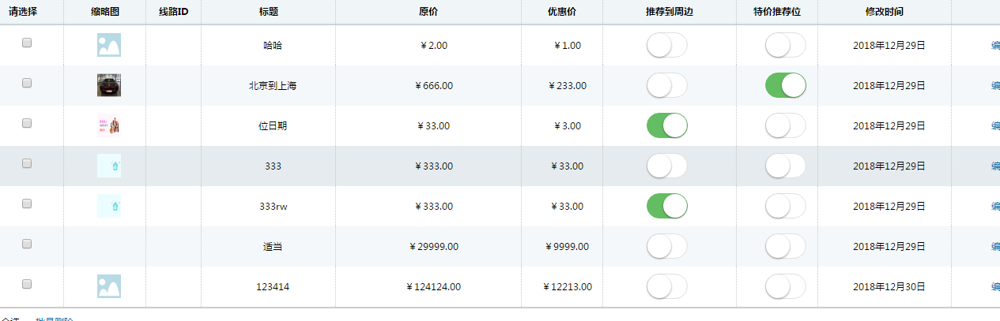 请选择 缩略图 线路ID 标题 原价 优惠价 推荐到周边 特价推荐位 修改时间
哈哈 ￥2.00 ￥1.00 2018年12月29日 编
北京到上海 ￥666.00 ￥233.00 2018年12月29日 编
位日期 ￥33.00 ￥3.00 2018年12月29日 编
333 ￥333.00 ￥33.00 2018年12月29日 编
333rw ￥333.00 ￥33.00 2018年12月29日 编
适当 ￥29999.00 ￥9999.00 2018年12月29日 编
123414 ￥124124.00 ￥12213.00 2018年12月30日 编